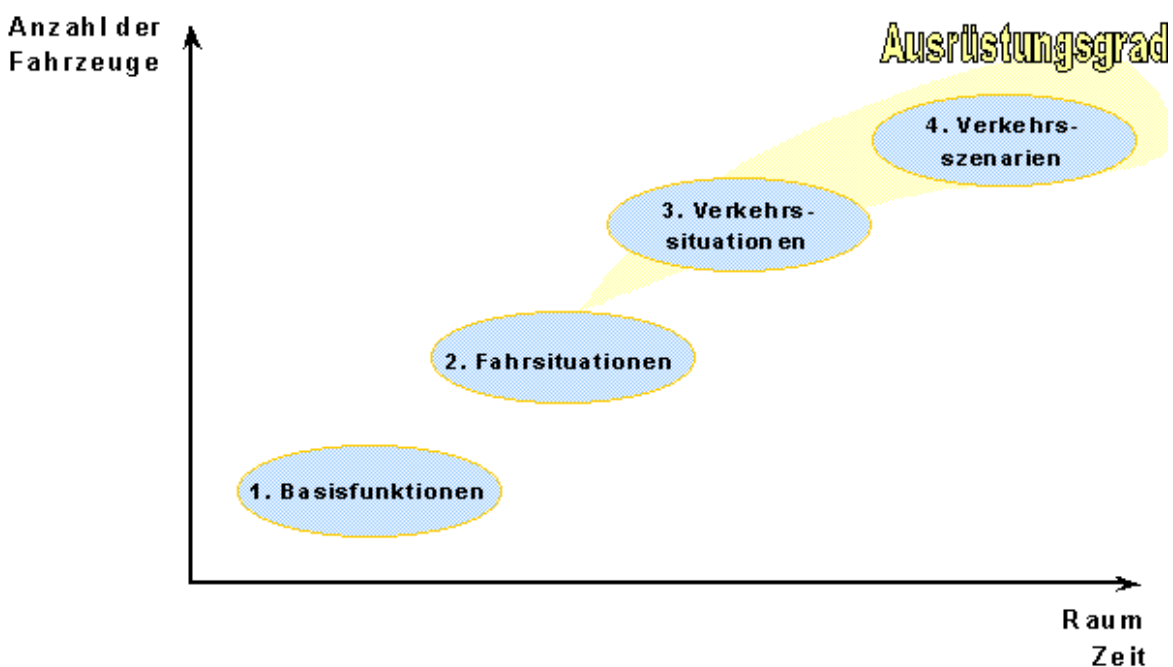 Anzahl der
Fahrzeuge
Ausrüstungsgrad
4. Verkehrs-
szenarien
3. Verkehrs-
situationen
2. Fahrsituationen
1. Basisfunktionen
Raum
Zeit